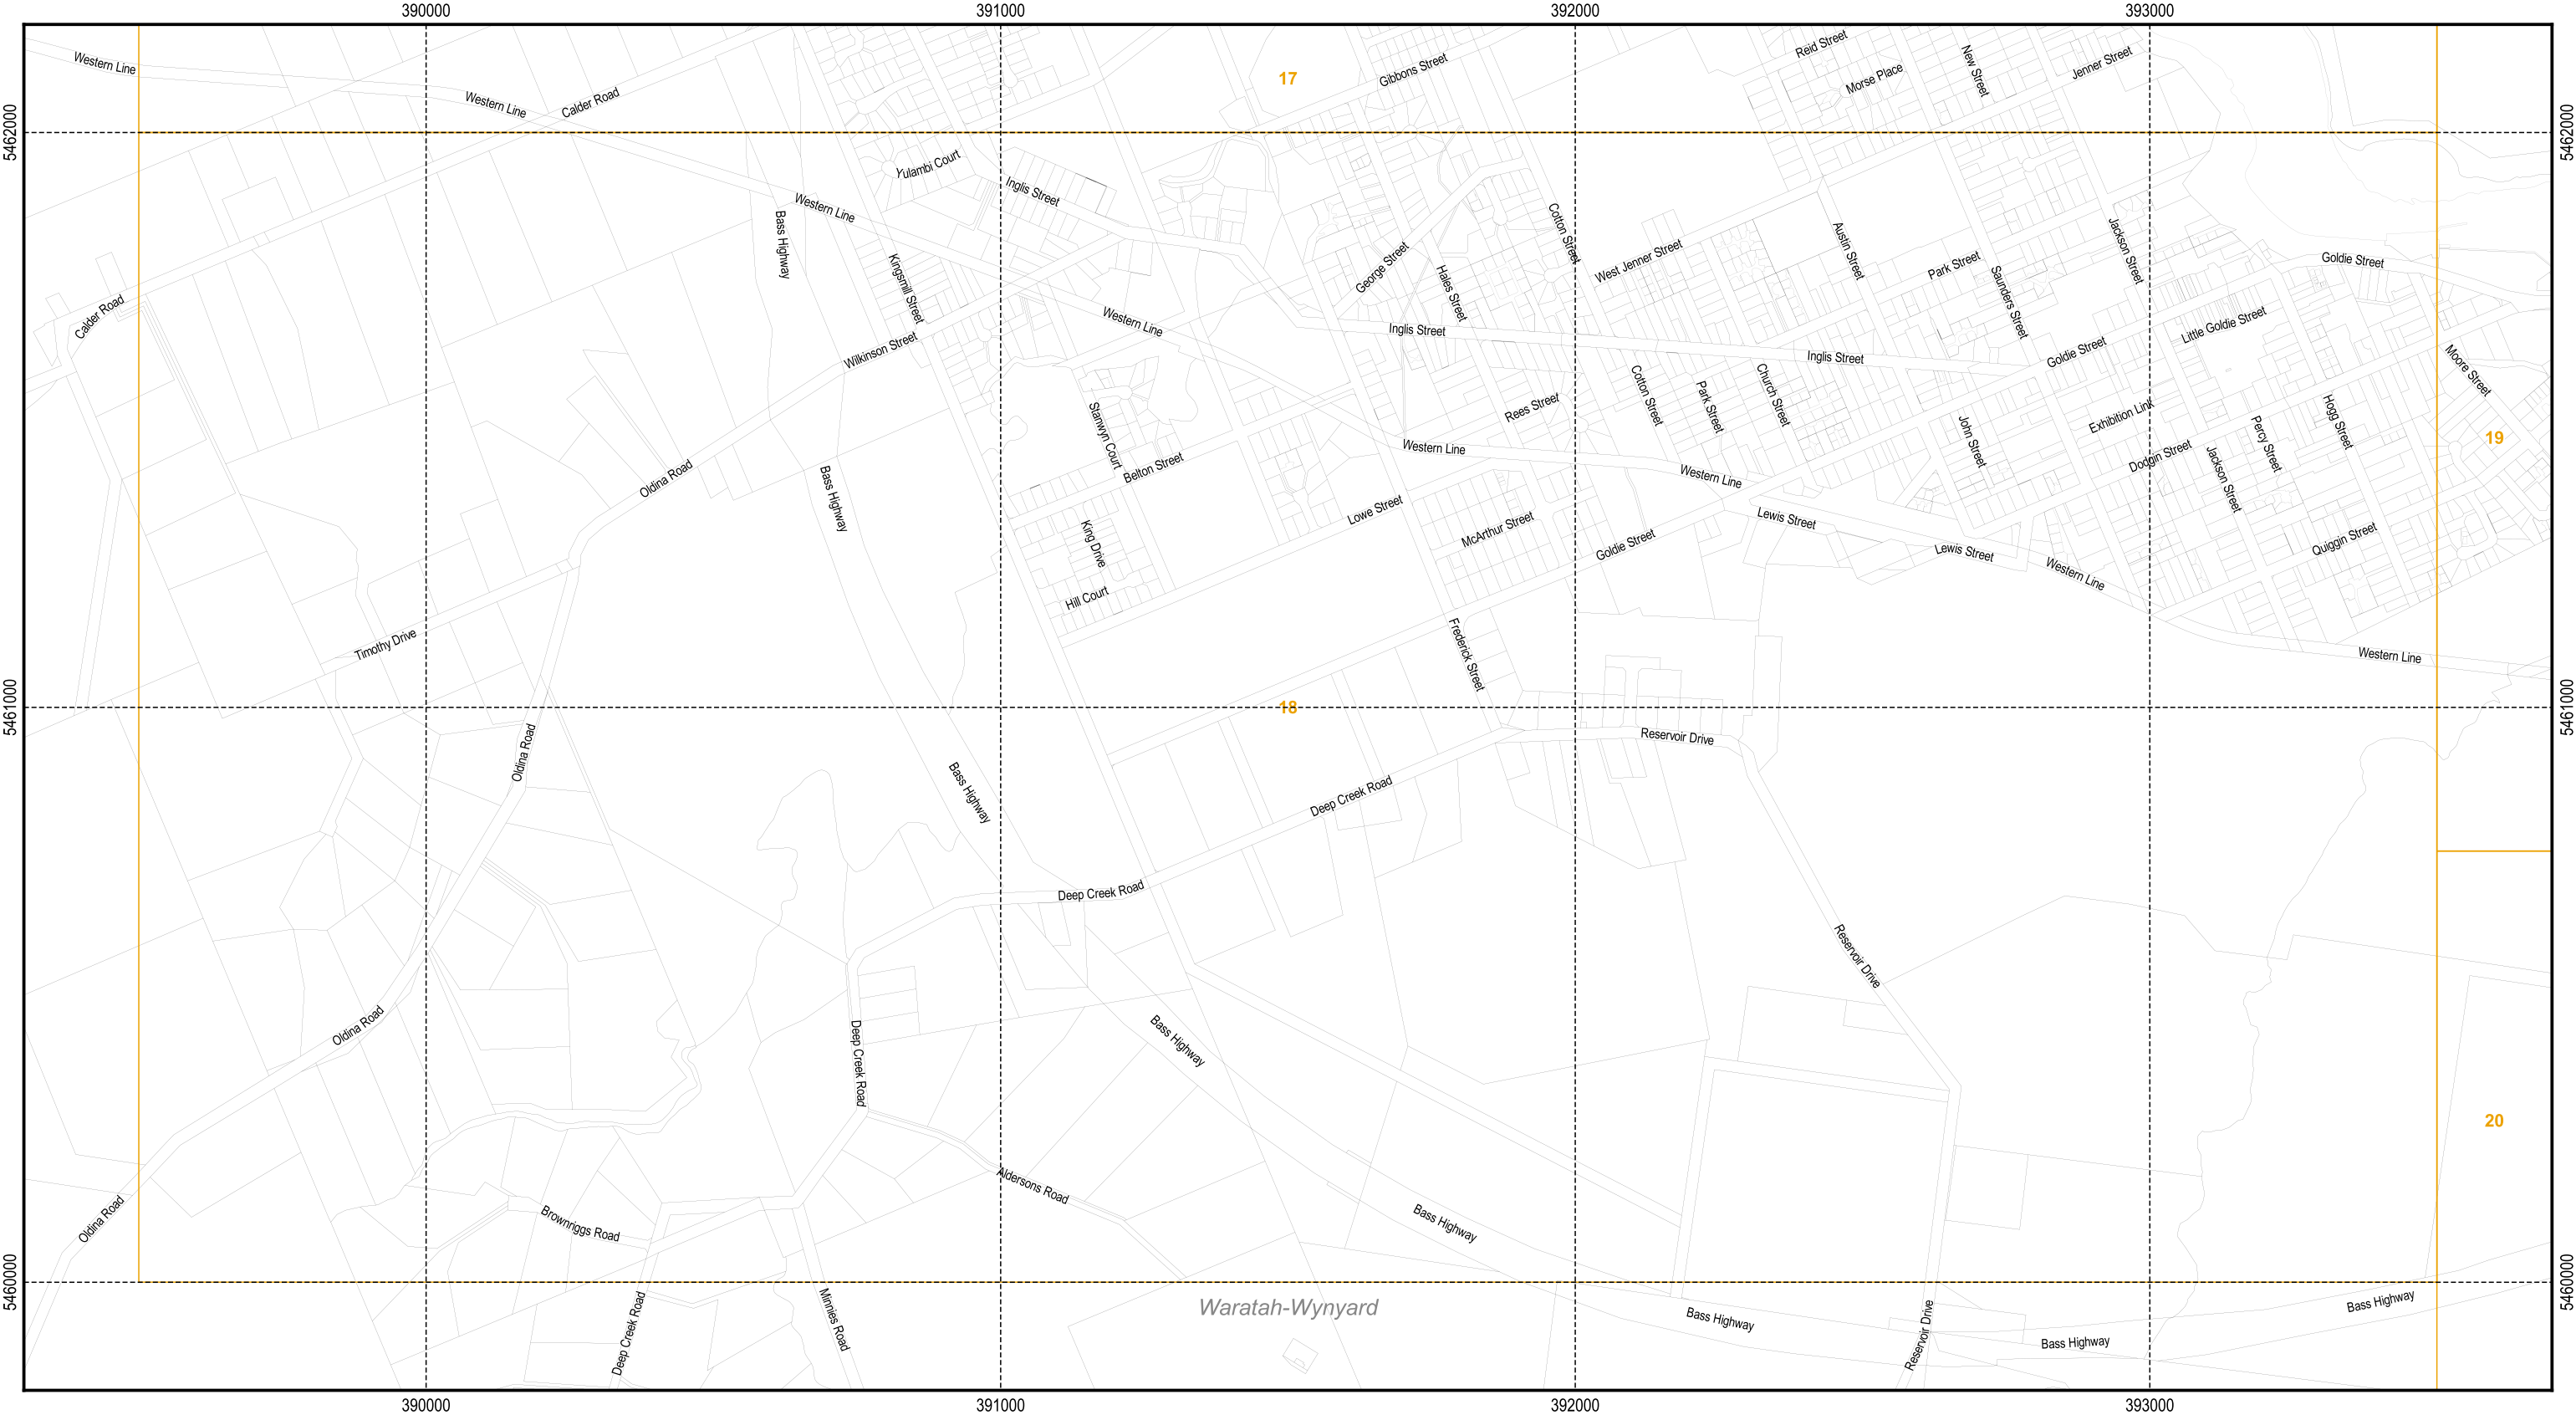 390000
391000
392000
393000
Western Line
Western Line
Calder Road
17
Gibbons Street
Reid Street
Morse Place
New Street
Jenner Street
5462000
5462000
Yulambi Court
Inglis Street
Western Line
Bass Highway
Kingsmill Street
Cotton Street
West Jenner Street
George Street
Hales Street
Austin Street
Park Street
Saunders Street
Jackson Street
Goldie Street
Calder Road
Wilkinson Street
Western Line
Inglis Street
Inglis Street
Goldie Street
Little Goldie Street
Moore Street
Stanwyn Court
Belton Street
Rees Street
Cotton Street
Park Street
Church Street
John Street
Exhibition Link
Percy Street
Hogg Street
19
Oldina Road
Bass Highway
Western Line
Western Line
Dodgin Street
Jackson Street
King Drive
Lowe Street
McArthur Street
Goldie Street
Lewis Street
Lewis Street
Quiggin Street
Western Line
Hill Court
Timothy Drive
Frederick Street
Western Line
5461000
18
5461000
Oldina Road
Reservoir Drive
Bass Highway
Deep Creek Road
Deep Creek Road
Reservoir Drive
Oldina Road
Deep Creek Road
Bass Highway
20
Aldersons Road
Oldina Road
Brownriggs Road
Bass Highway
5460000
5460000
Waratah-Wynyard
Deep Creek Road
Minnies Road
Bass Highway
Reservoir Drive
Bass Highway
Bass Highway
390000
391000
392000
393000